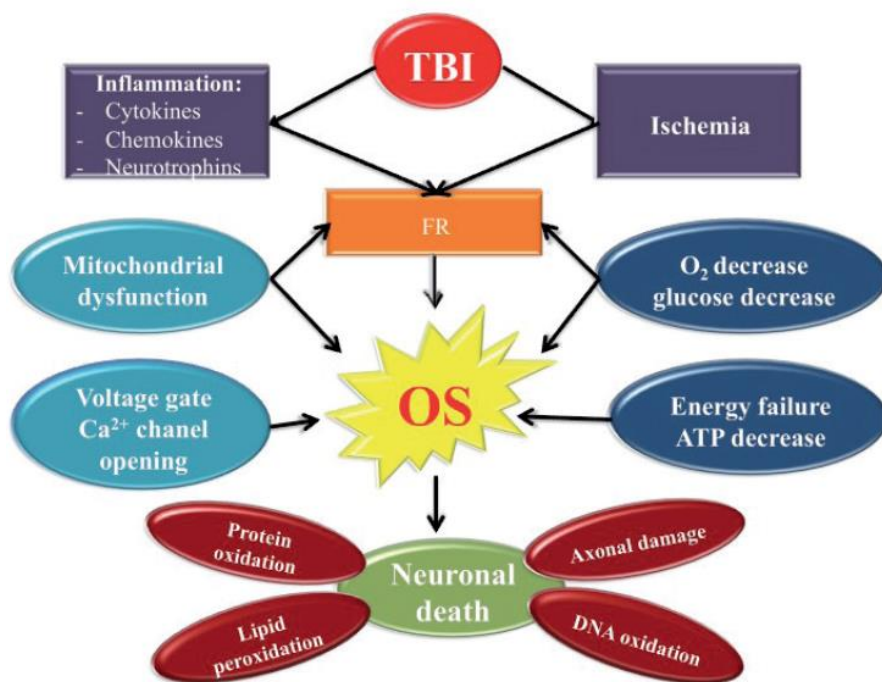 TBI
Inflammation:
- Cytokines
- Chemokines
- Neurotrophins
Ischemia
FR
Mitochondrial
dysfunction
O₂ decrease
glucose decrease
OS
Voltage gate
Ca²⁺ chanel
opening
Energy failure
ATP decrease
Protein
oxidation
Axonal damage
Neuronal
death
Lipid
peroxidation
DNA oxidation